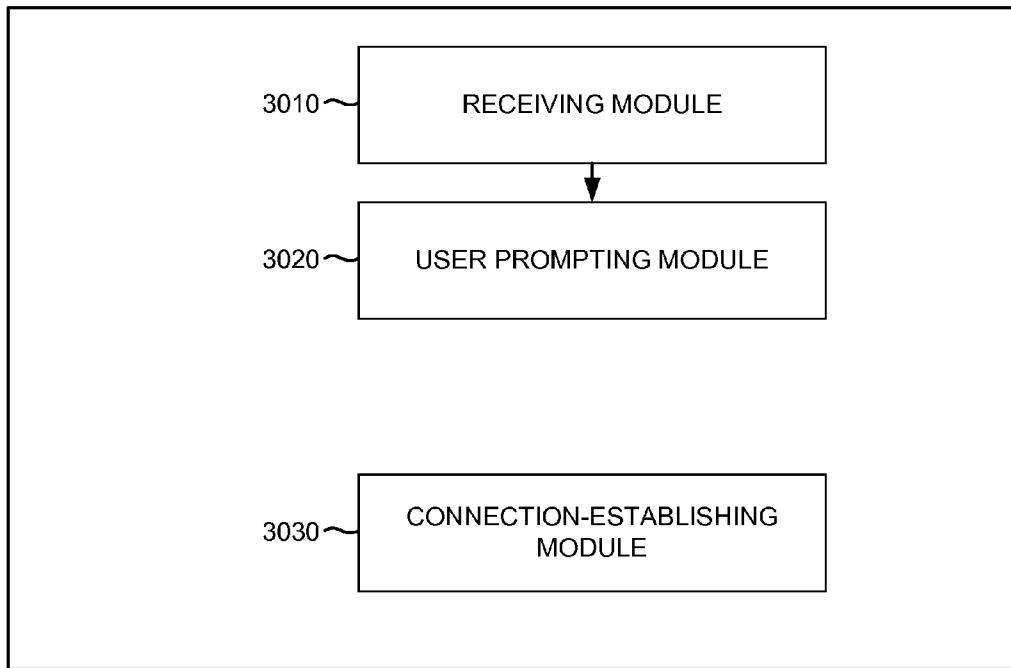 3010 RECEIVING MODULE
3020 USER PROMPTING MODULE
3030 CONNECTION-ESTABLISHING
MODULE